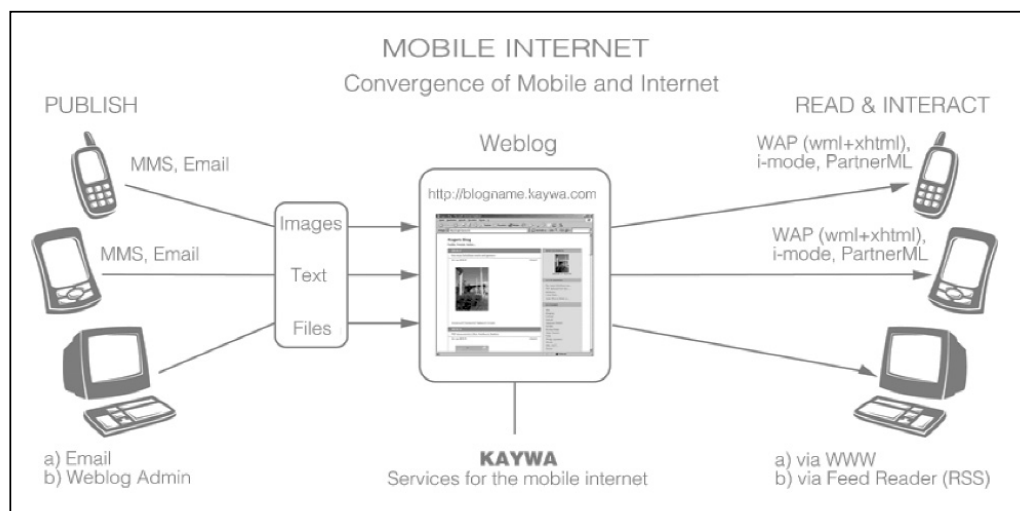 MOBILE INTERNET
Convergence of Mobile and Internet
PUBLISH
READ & INTERACT
MMS, Email
MMS, Email
a) Email
b) Weblog Admin
Images
Text
Files
Weblog
http://blogname.kaywa.com
KAYWA
Services for the mobile internet
WAP (wml+xhtml),
i-mode, PartnerML
WAP (wml+xhtml),
i-mode, PartnerML
a) via WWW
b) via Feed Reader (RSS)